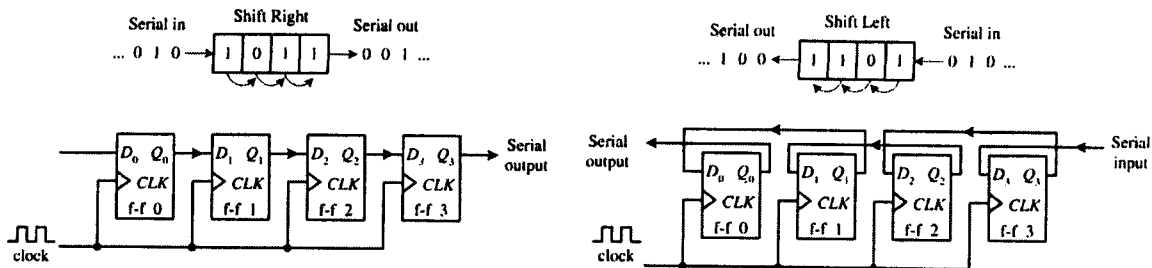 Shift Right
Serial in
Serial out
... 0 1 0
1 0 1 1
0 0 1 ...
D0 Q0
CLK
f-f 0
D1 Q1
CLK
f-f 1
D2 Q2
CLK
f-f 2
D3 Q3
CLK
f-f 3
Serial output
clock
Shift Left
Serial out
Serial in
... 1 0 0
1 1 0 1
0 1 0 ...
Serial output
Serial input
D0 Q0
CLK
f-f 0
D1 Q1
CLK
f-f 1
D2 Q2
CLK
f-f 2
D3 Q3
CLK
f-f 3
clock